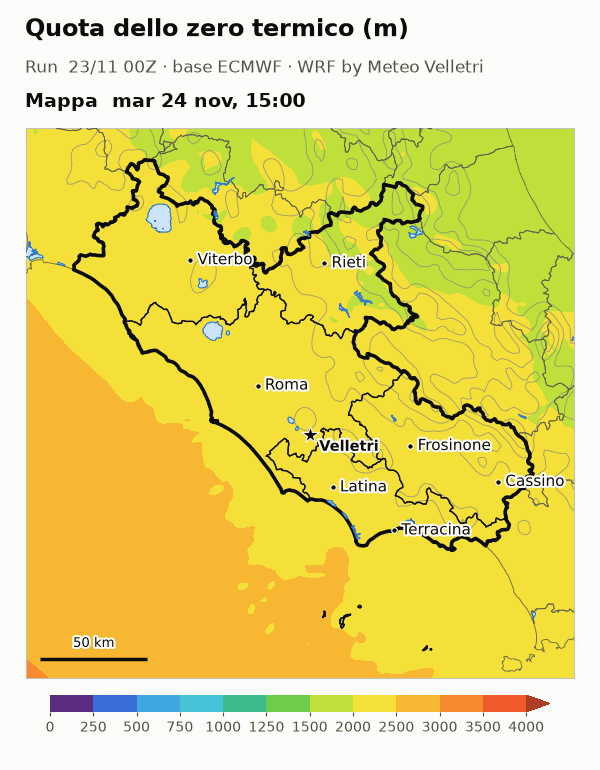 Quota dello zero termico (m)
Run  23/11 00Z · base ECMWF · WRF by Meteo Velletri
Mappa  mar 24 nov, 15:00
Viterbo
Rieti
Roma
Velletri
Frosinone
Cassino
Latina
Terracina
50 km
0 250 500 750 1000 1250 1500 2000 2500 3000 3500 4000